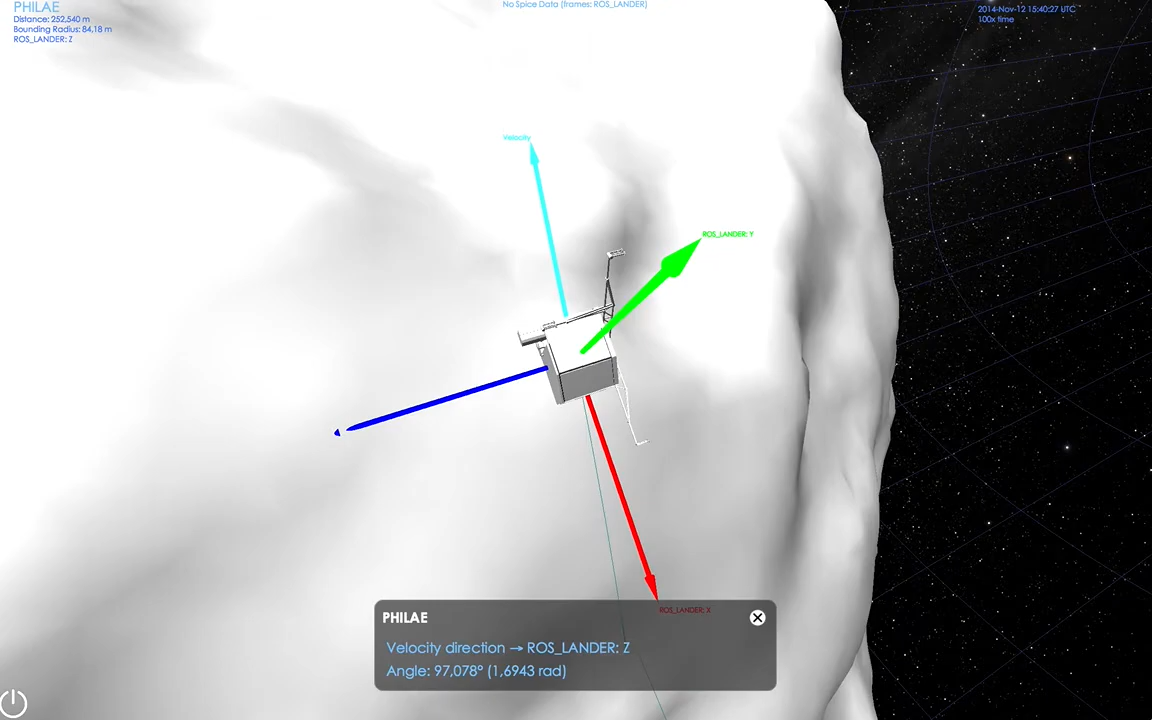 PHILAE
Distance: 252,540 m
Bounding Radius: 84,18 m
ROS_LANDER: Z
No Spice Data (frames: ROS_LANDER)
2014-Nov-12 15:40:27 UTC
100x time
Velocity
ROS_LANDER: Y
ROS_LANDER: X
PHILAE
Velocity direction → ROS_LANDER: Z
Angle: 97,078° (1,6943 rad)